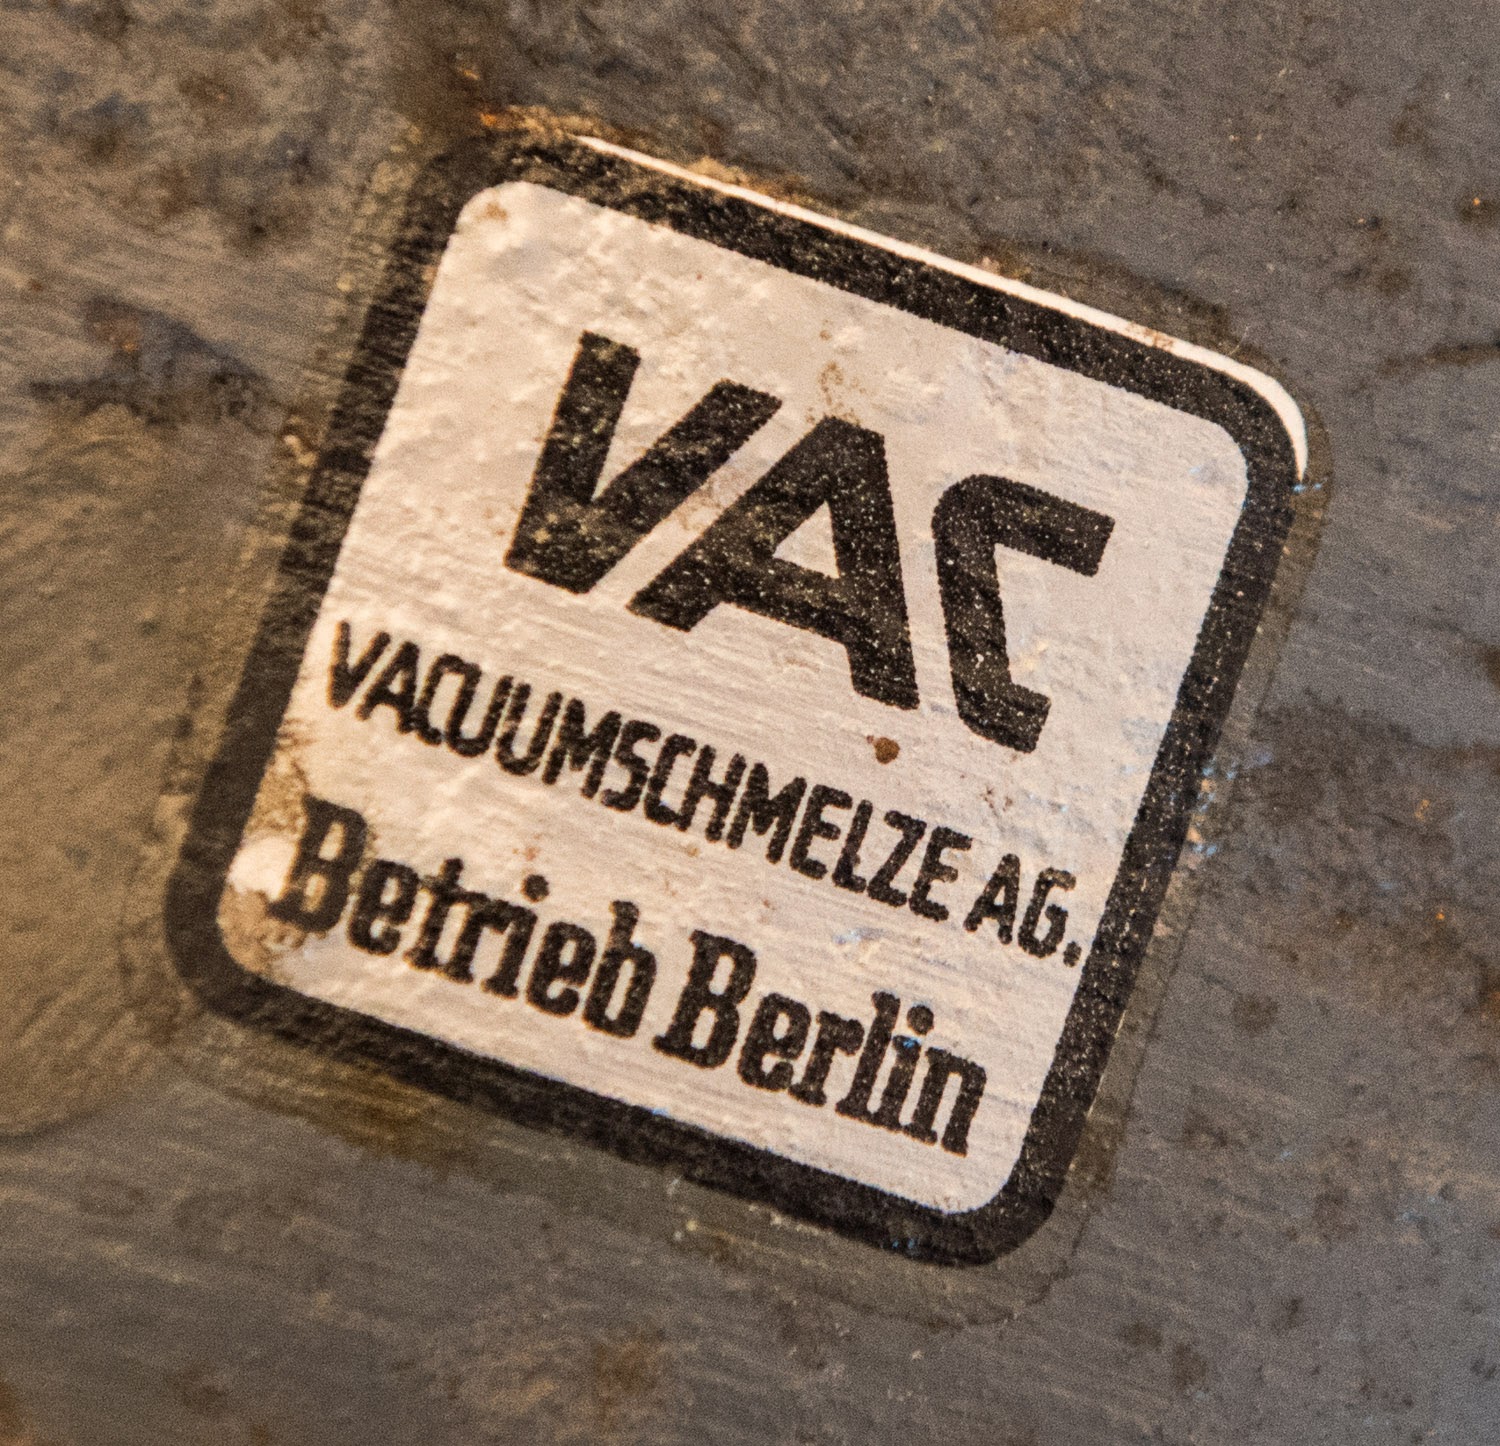 VAC
VACUUMSCHMELZE AG.
Betrieb Berlin